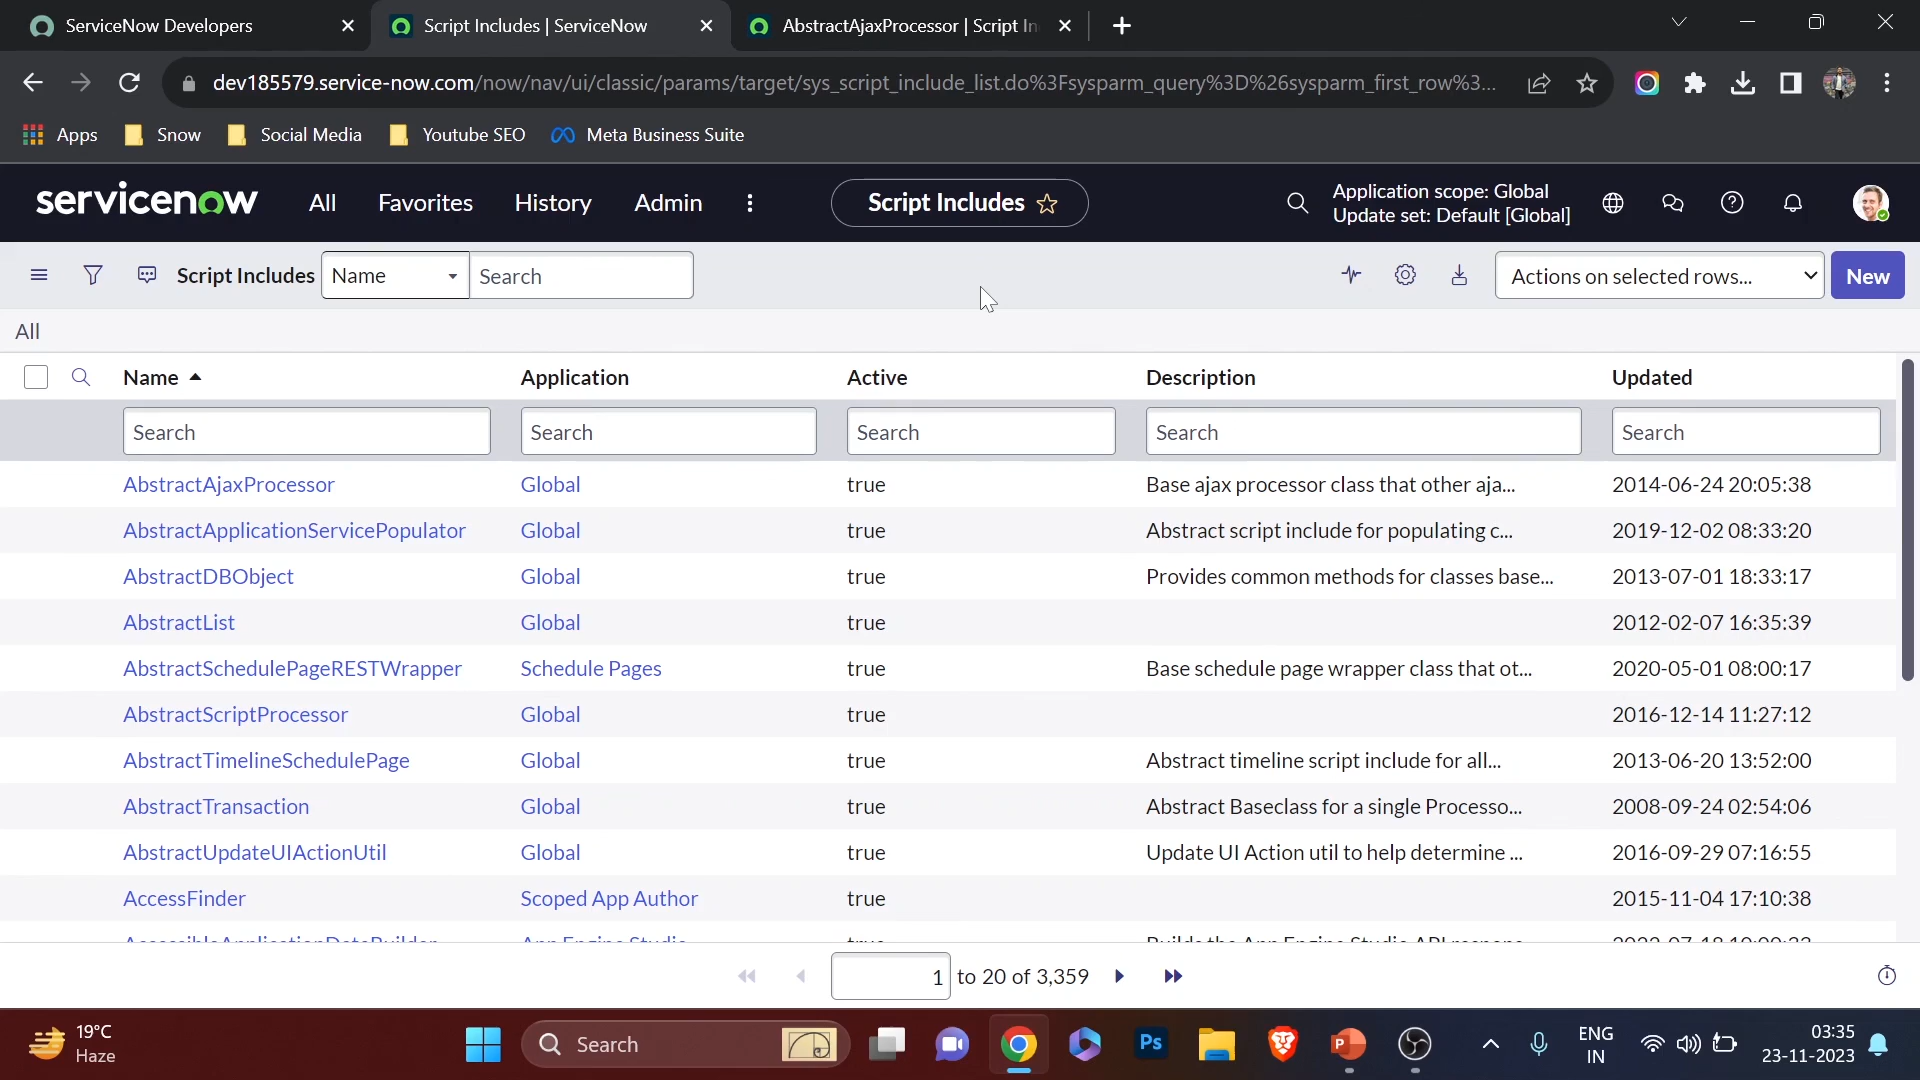 ServiceNow Developers
Script Includes | ServiceNow
AbstractAjaxProcessor | Script In
dev185579.service-now.com/now/nav/ui/classic/params/target/sys_script_include_list.do%3Fsysparm_query%3D%26sysparm_first_row%3...
Apps
Snow
Social Media
Youtube SEO
Meta Business Suite
servicenow
All
Favorites
History
Admin
Script Includes
Application scope: Global
Update set: Default [Global]
Script Includes
Name
Search
Actions on selected rows...
New
All
Name Application Active Description Updated
Search Search Search Search Search
AbstractAjaxProcessor Global true Base ajax processor class that other aja... 2014-06-24 20:05:38
AbstractApplicationServicePopulator Global true Abstract script include for populating c... 2019-12-02 08:33:20
AbstractDBObject Global true Provides common methods for classes base... 2013-07-01 18:33:17
AbstractList Global true 2012-02-07 16:35:39
AbstractSchedulePageRESTWrapper Schedule Pages true Base schedule page wrapper class that ot... 2020-05-01 08:00:17
AbstractScriptProcessor Global true 2016-12-14 11:27:12
AbstractTimelineSchedulePage Global true Abstract timeline script include for all... 2013-06-20 13:52:00
AbstractTransaction Global true Abstract Baseclass for a single Processo... 2008-09-24 02:54:06
AbstractUpdateUIActionUtil Global true Update UI Action util to help determine ... 2016-09-29 07:16:55
AccessFinder Scoped App Author true 2015-11-04 17:10:38
1 to 20 of 3,359
19°C
Haze
Search
Ps
P
ENG
IN
03:35
23-11-2023